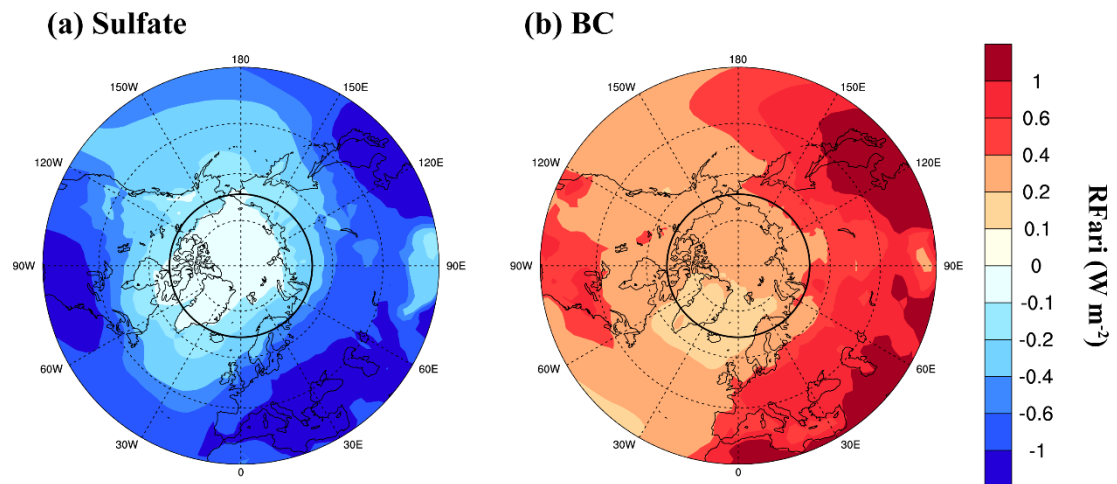 (a) Sulfate
(b) BC
180
150W
150E
120W
120E
90W
90E
60W
60E
30W
30E
0
180
150W
150E
120W
120E
90W
90E
60W
60E
30W
30E
0
1
0.6
0.4
0.2
0.1
0
-0.1
-0.2
-0.4
-0.6
-1
RFari (W m-2)